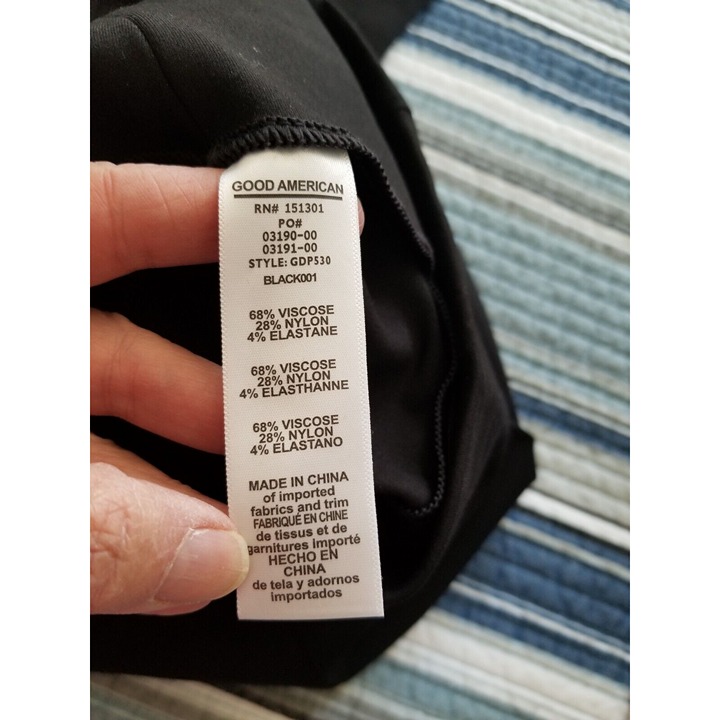 GOOD AMERICAN
RN# 151301
PO#
03190-00
03191-00
STYLE: GDP530
BLACK001
68% VISCOSE
28% NYLON
4% ELASTANE
68% VISCOSE
28% NYLON
4% ELASTHANNE
68% VISCOSE
28% NYLON
4% ELASTANO
MADE IN CHINA
of imported
fabrics and trim
FABRIQUÉ EN CHINE
de tissus et de
garnitures importé
HECHO EN
CHINA
de tela y adornos
importados